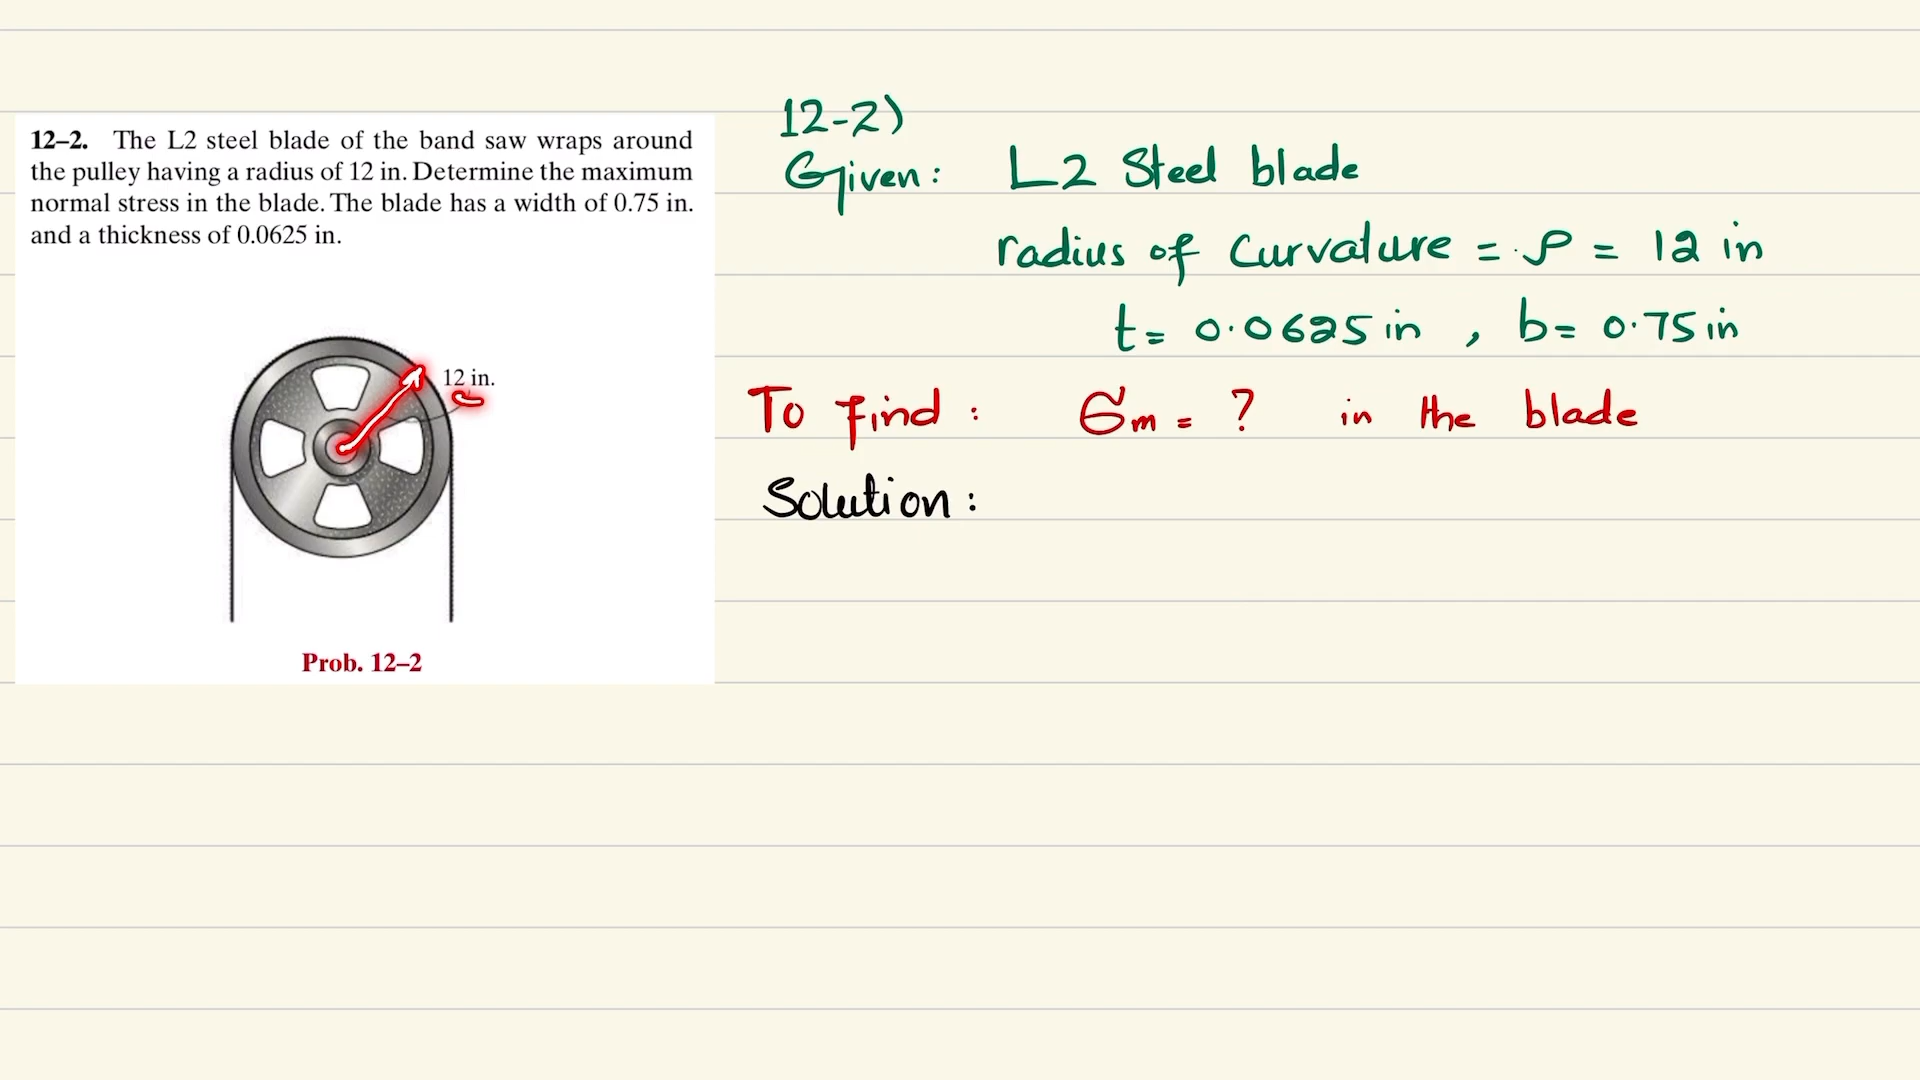 12–2. The L2 steel blade of the band saw wraps around
the pulley having a radius of 12 in. Determine the maximum
normal stress in the blade. The blade has a width of 0.75 in.
and a thickness of 0.0625 in.
12 in.
Prob. 12–2
12-2)
Given: L2 Steel blade
radius of curvature = ρ = 12 in
t = 0.0625 in , b = 0.75 in
To find : σm = ? in the blade
Solution :